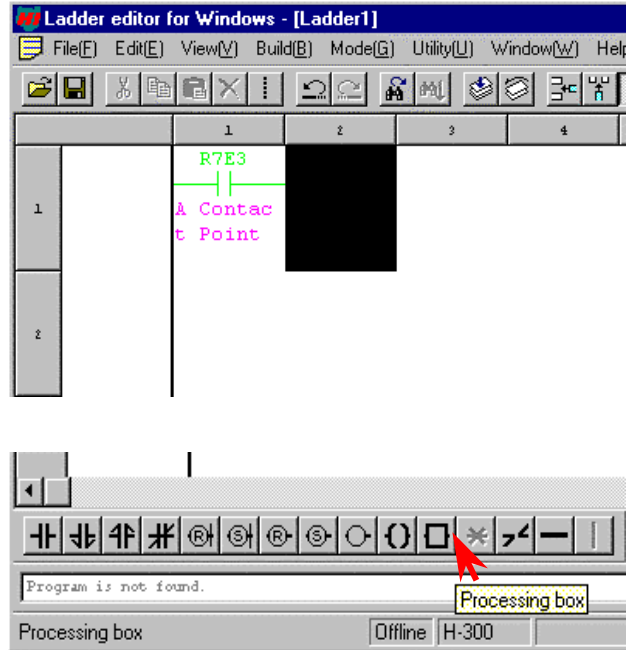 Ladder editor for Windows - [Ladder1]
File(F) Edit(E) View(V) Build(B) Mode(G) Utility(U) Window(W) Help
1 2 3 4
R7E3
1
A Contac
t Point
2
R S R S
Program is not found.
Processing box
Processing box Offline H-300